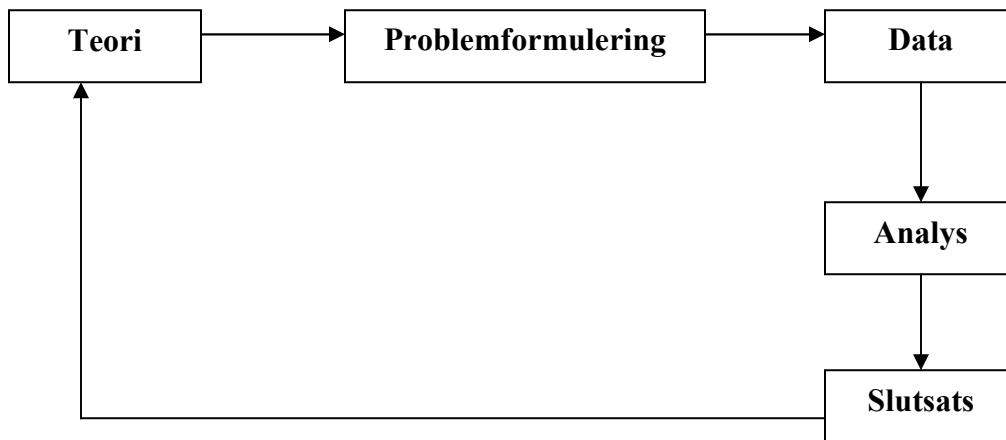 Teori
Problemformulering
Data
Analys
Slutsats